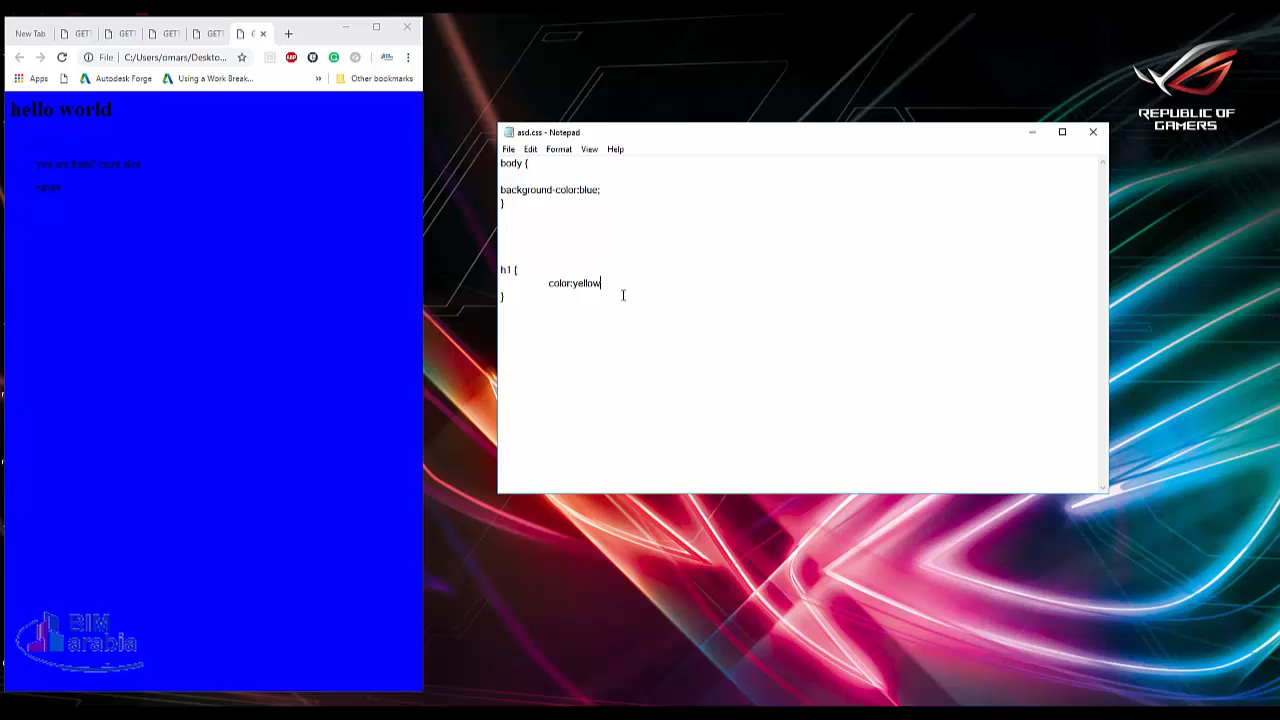 New Tab
GET
GET
GET
GET
File
C:/Users/omars/Deskto...
ABP
Apps
Autodesk Forge
Using a Work Break...
»
Other bookmarks
hello world
BIM
arabia
asd.css - Notepad
File Edit Format View Help
body {
background-color:blue;
}
h1 {
color:yellow
}
REPUBLIC OF
GAMERS